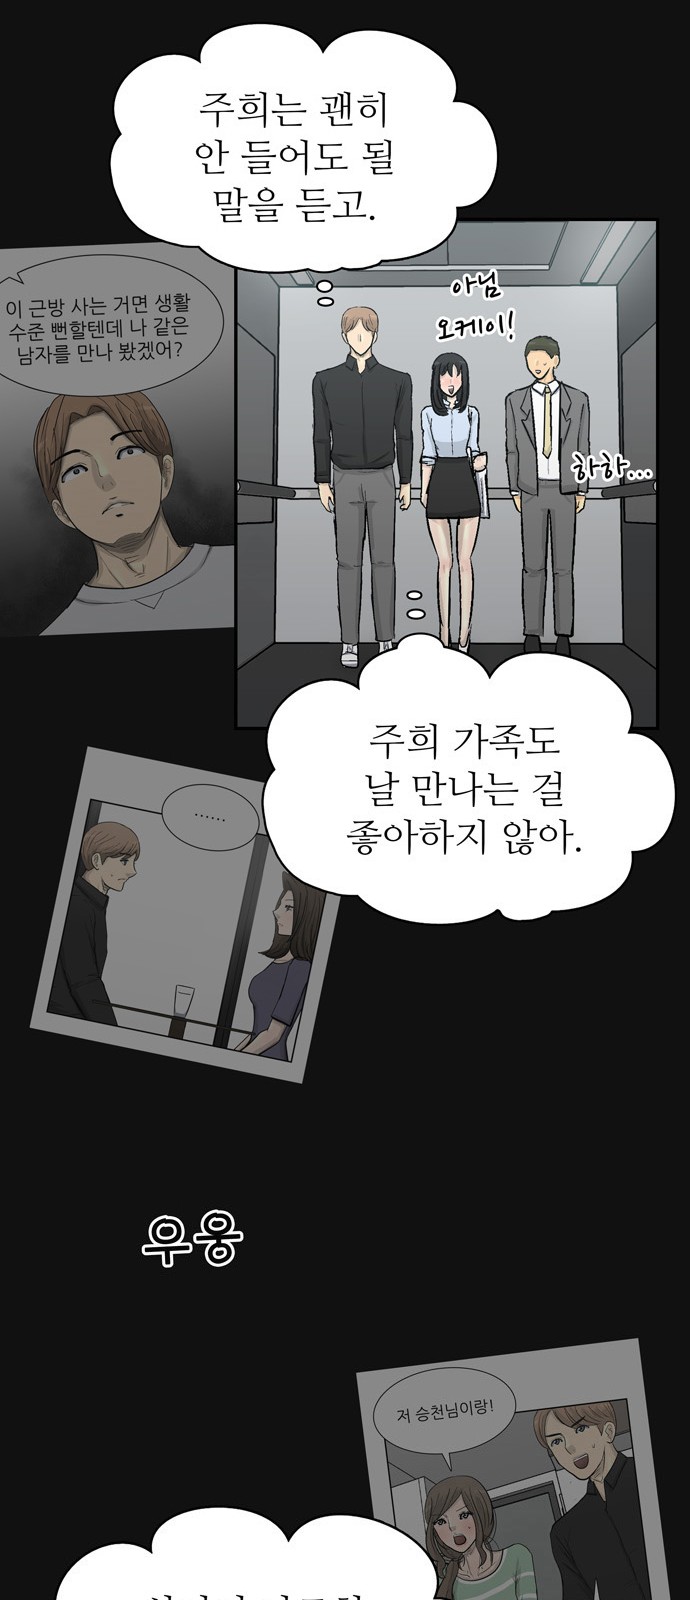 주희는 괜히
안 들어도 될
말을 듣고.
이 근방 사는 거면 생활
수준 뻔할텐데 나 같은
남자를 만나 봤겠어?
아님
오케이!
하하...
주희 가족도
날 만나는 걸
좋아하지 않아.
......
우웅
저 승천님이랑!